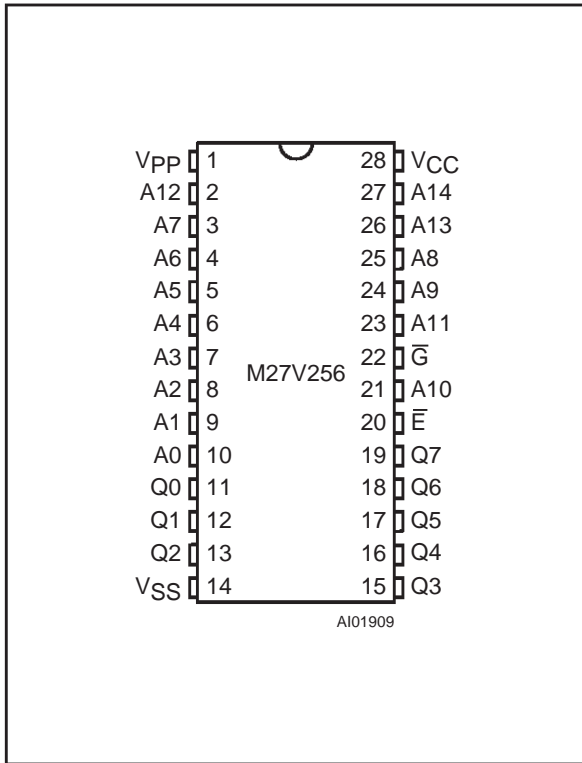 VPP 1 28 VCC
A12 2 27 A14
A7 3 26 A13
A6 4 25 A8
A5 5 24 A9
A4 6 23 A11
A3 7 22 G̅
A2 8 M27V256 21 A10
A1 9 20 E̅
A0 10 19 Q7
Q0 11 18 Q6
Q1 12 17 Q5
Q2 13 16 Q4
VSS 14 15 Q3
AI01909